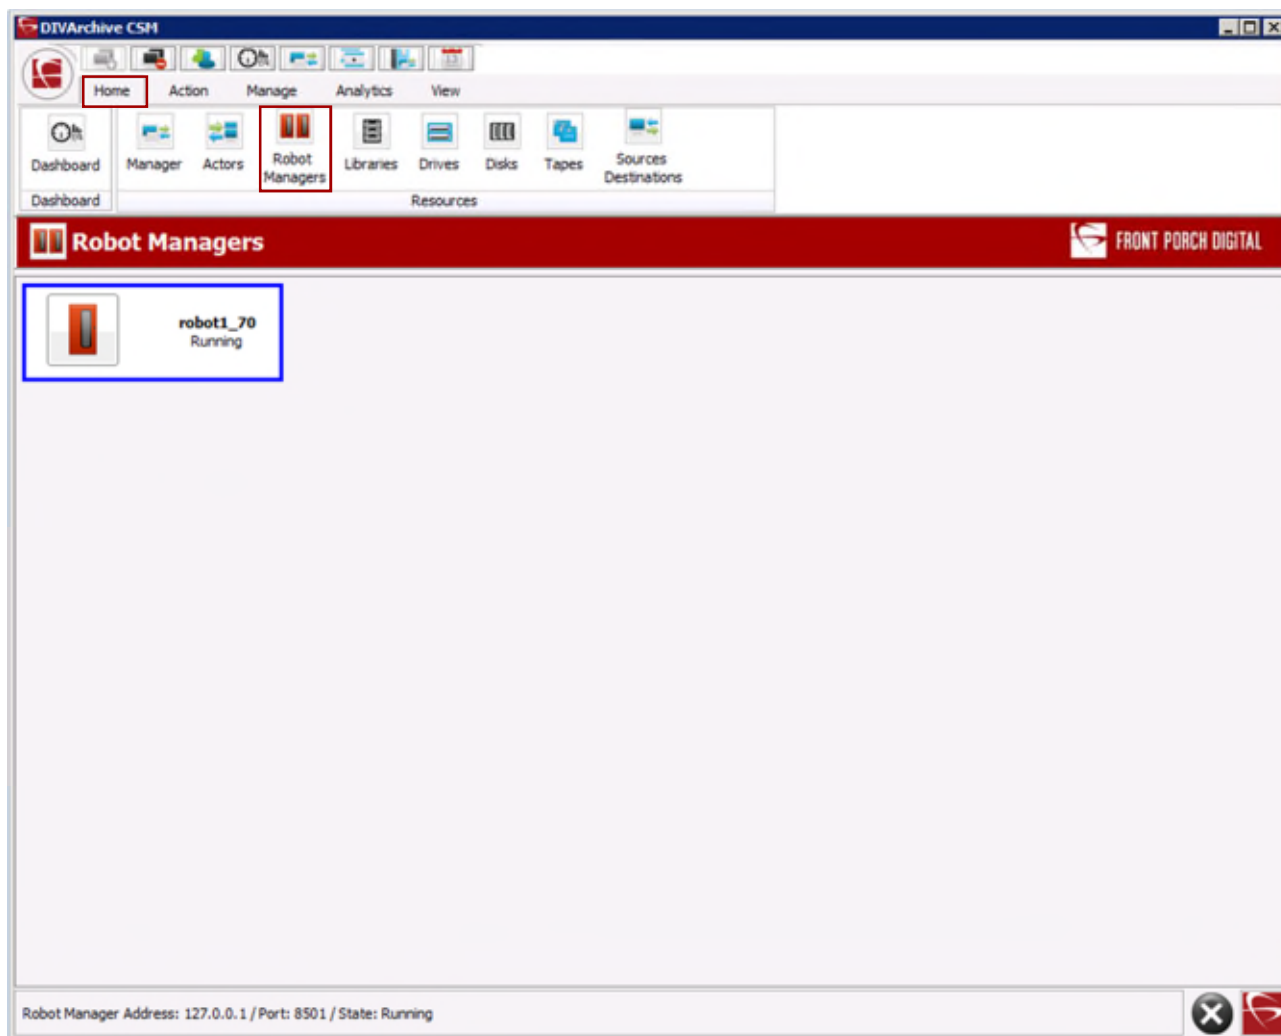 DIVArchive CSM
Home Action Manage Analytics View
Dashboard Manager Actors Robot Managers Libraries Drives Disks Tapes Sources Destinations
Dashboard Resources
Robot Managers FRONT PORCH DIGITAL
robot1_70
Running
Robot Manager Address: 127.0.0.1 / Port: 8501 / State: Running